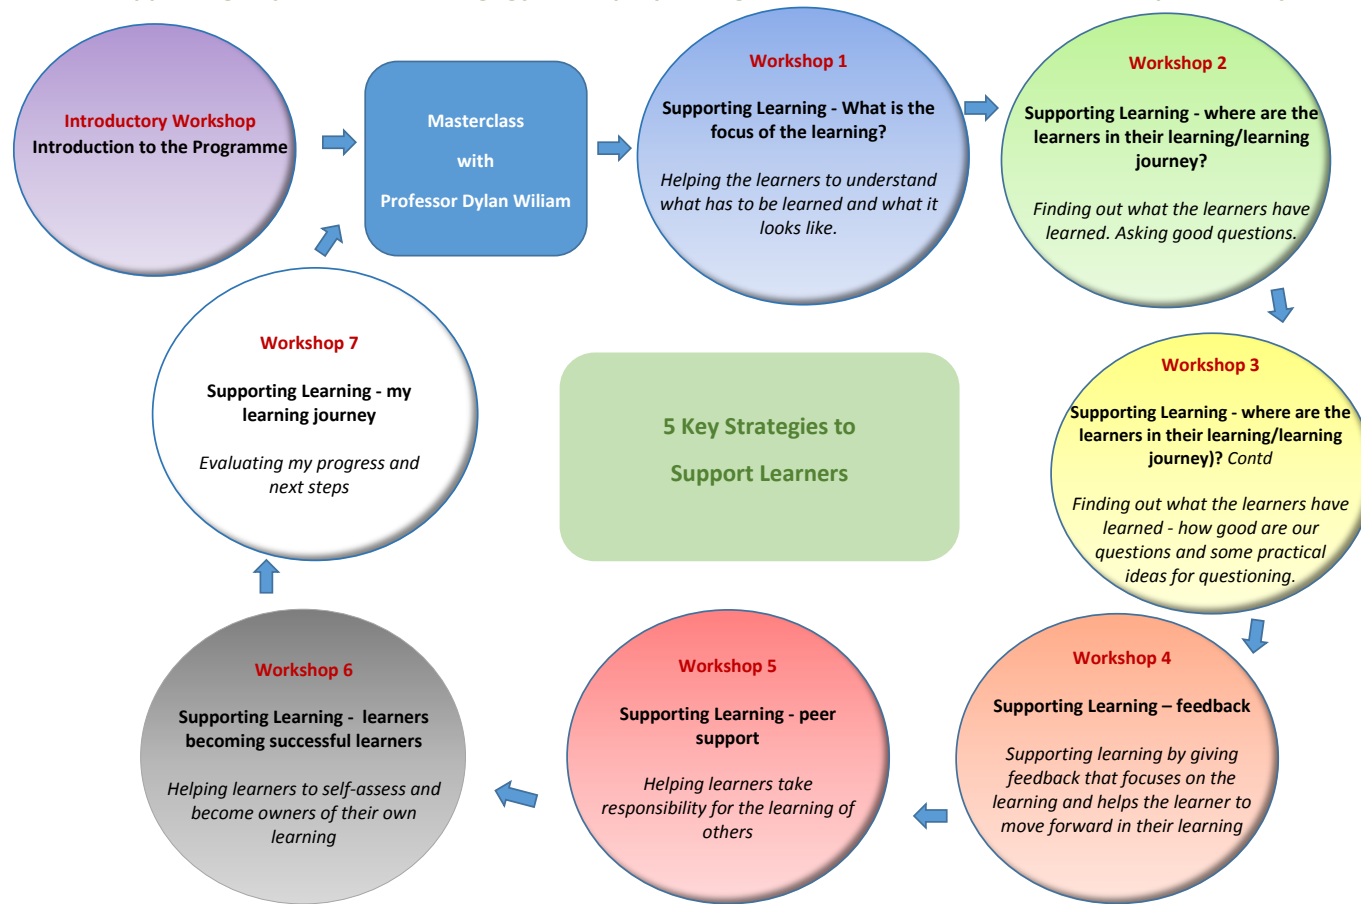 Introductory Workshop
Introduction to the Programme
Masterclass
with
Professor Dylan Wiliam
Workshop 1
Supporting Learning - What is the
focus of the learning?
Helping the learners to understand
what has to be learned and what it
looks like.
Workshop 2
Supporting Learning - where are the
learners in their learning/learning
journey?
Finding out what the learners have
learned. Asking good questions.
Workshop 3
Supporting Learning - where are the
learners in their learning/learning
journey)? Contd
Finding out what the learners have
learned - how good are our
questions and some practical
ideas for questioning.
Workshop 4
Supporting Learning – feedback
Supporting learning by giving
feedback that focuses on the
learning and helps the learner to
move forward in their learning
Workshop 5
Supporting Learning - peer
support
Helping learners take
responsibility for the learning of
others
Workshop 6
Supporting Learning -  learners
becoming successful learners
Helping learners to self-assess and
become owners of their own
learning
Workshop 7
Supporting Learning - my
learning journey
Evaluating my progress and
next steps
5 Key Strategies to
Support Learners